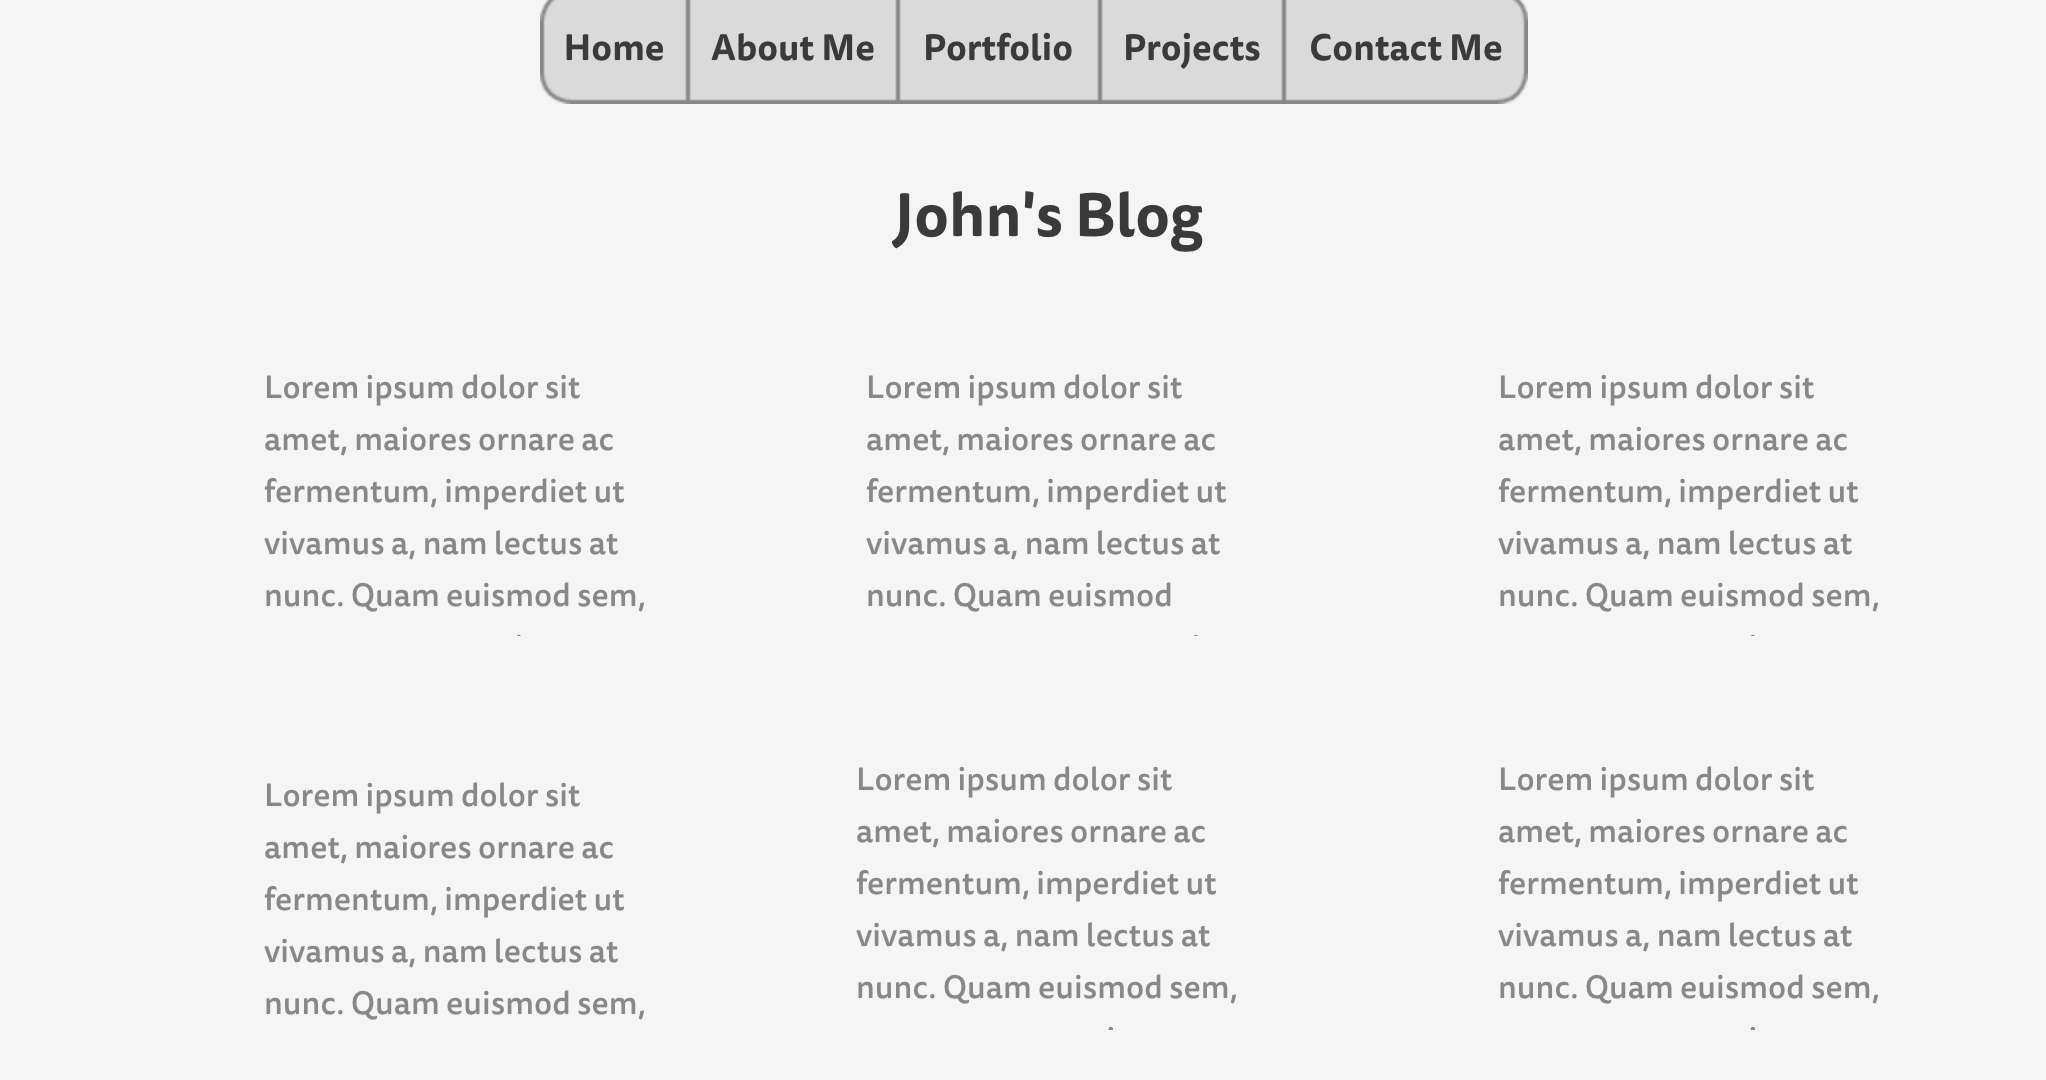 Home About Me Portfolio Projects Contact Me
John's Blog
Lorem ipsum dolor sit
amet, maiores ornare ac
fermentum, imperdiet ut
vivamus a, nam lectus at
nunc. Quam euismod sem,
Lorem ipsum dolor sit
amet, maiores ornare ac
fermentum, imperdiet ut
vivamus a, nam lectus at
nunc. Quam euismod
Lorem ipsum dolor sit
amet, maiores ornare ac
fermentum, imperdiet ut
vivamus a, nam lectus at
nunc. Quam euismod sem,
Lorem ipsum dolor sit
amet, maiores ornare ac
fermentum, imperdiet ut
vivamus a, nam lectus at
nunc. Quam euismod sem,
Lorem ipsum dolor sit
amet, maiores ornare ac
fermentum, imperdiet ut
vivamus a, nam lectus at
nunc. Quam euismod sem,
Lorem ipsum dolor sit
amet, maiores ornare ac
fermentum, imperdiet ut
vivamus a, nam lectus at
nunc. Quam euismod sem,